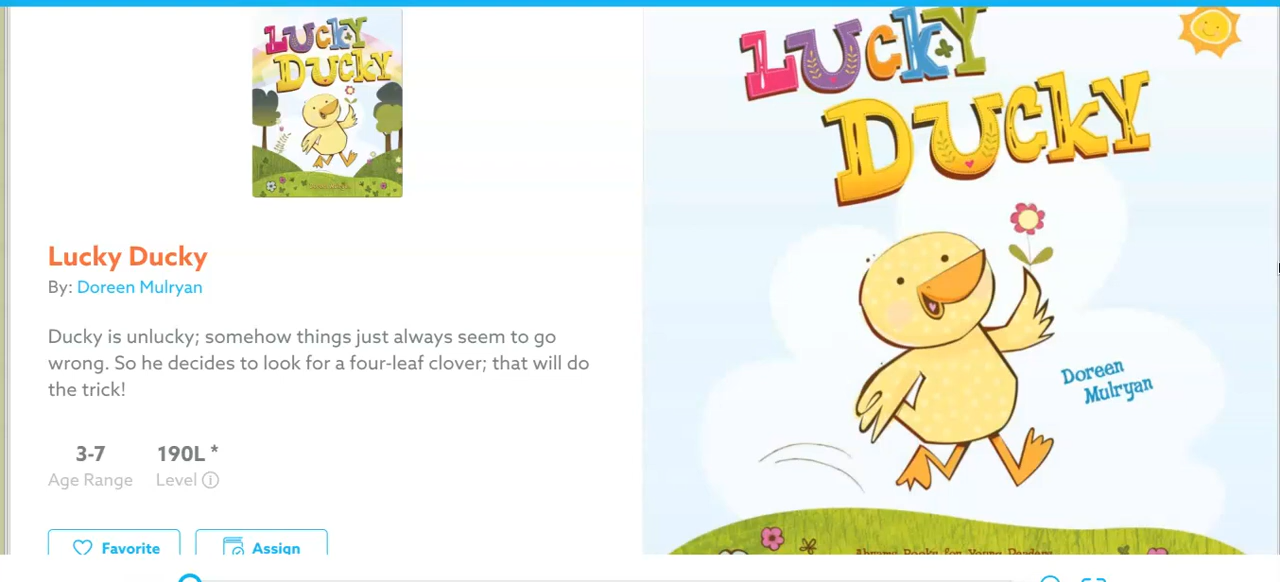 LUCKY
DUCKY
Lucky Ducky
By: Doreen Mulryan
Ducky is unlucky; somehow things just always seem to go
wrong. So he decides to look for a four-leaf clover; that will do
the trick!
3-7
190L *
Age Range
Level
Favorite
Assign
LUCKY
DUCKY
Doreen
Mulryan